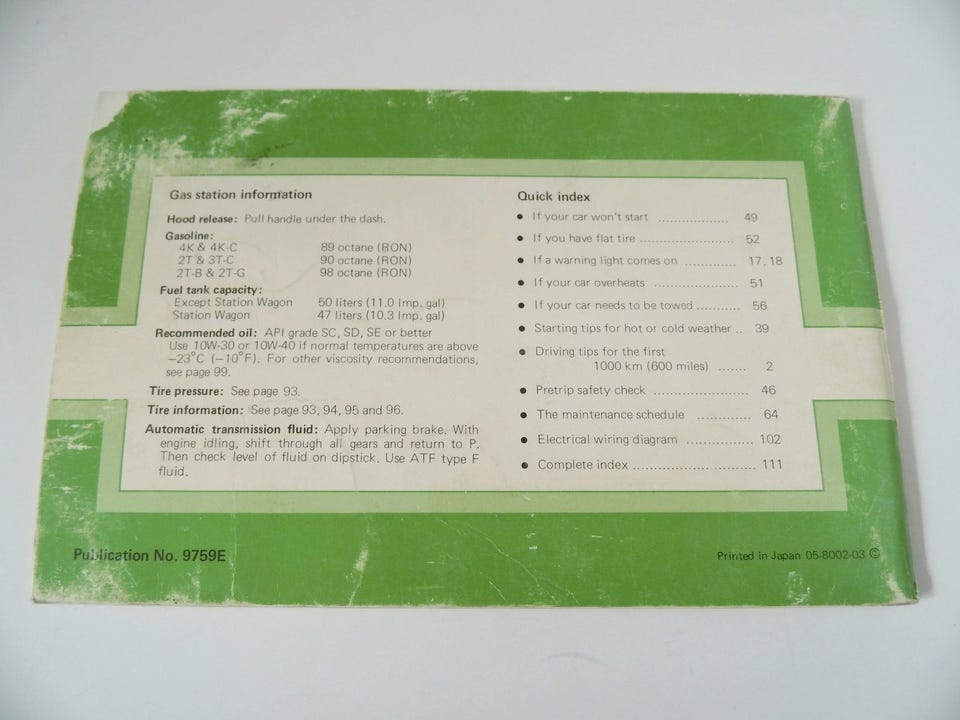 Gas station information
Hood release: Pull handle under the dash.
Gasoline:
4K & 4K-C 89 octane (RON)
2T & 3T-C 90 octane (RON)
2T-B & 2T-G 98 octane (RON)
Fuel tank capacity:
Except Station Wagon 50 liters (11.0 Imp. gal)
Station Wagon 47 liters (10.3 Imp. gal)
Recommended oil: API grade SC, SD, SE or better
Use 10W-30 or 10W-40 if normal temperatures are above
−23°C (−10°F). For other viscosity recommendations,
see page 99.
Tire pressure: See page 93.
Tire information: See page 93, 94, 95 and 96.
Automatic transmission fluid: Apply parking brake. With
engine idling, shift through all gears and return to P.
Then check level of fluid on dipstick. Use ATF type F
fluid.
Quick index
• If your car won't start .................. 49
• If you have flat tire ........................ 52
• If a warning light comes on ............. 17, 18
• If your car overheats ..................... 51
• If your car needs to be towed ........... 56
• Starting tips for hot or cold weather .. 39
• Driving tips for the first
1000 km (600 miles) ....... 2
• Pretrip safety check ........................ 46
• The maintenance schedule ............. 64
• Electrical wiring diagram ................. 102
• Complete index ............................... 111
Publication No. 9759E
Printed in Japan 05-8002-03 ©